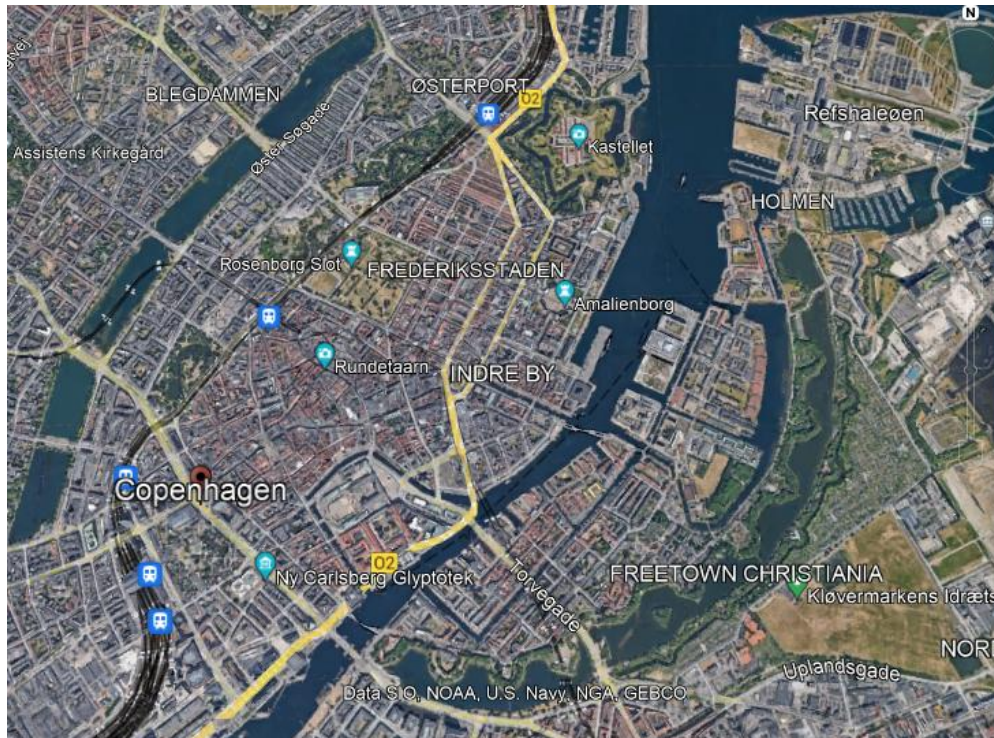 N
ØSTERPORT
O2
BLEGDAMMEN
Refshaleøen
Øster Søgade
Kastellet
Assistens Kirkegård
HOLMEN
Rosenborg Slot
FREDERIKSSTADEN
Amalienborg
Rundetaarn
INDRE BY
Copenhagen
O2
Ny Carlsberg Glyptotek
Torvegade
FREETOWN CHRISTIANIA
Kløvermarkens Idræts
NOR
Uplandsgade
Data SIO, NOAA, U.S. Navy, NGA, GEBCO